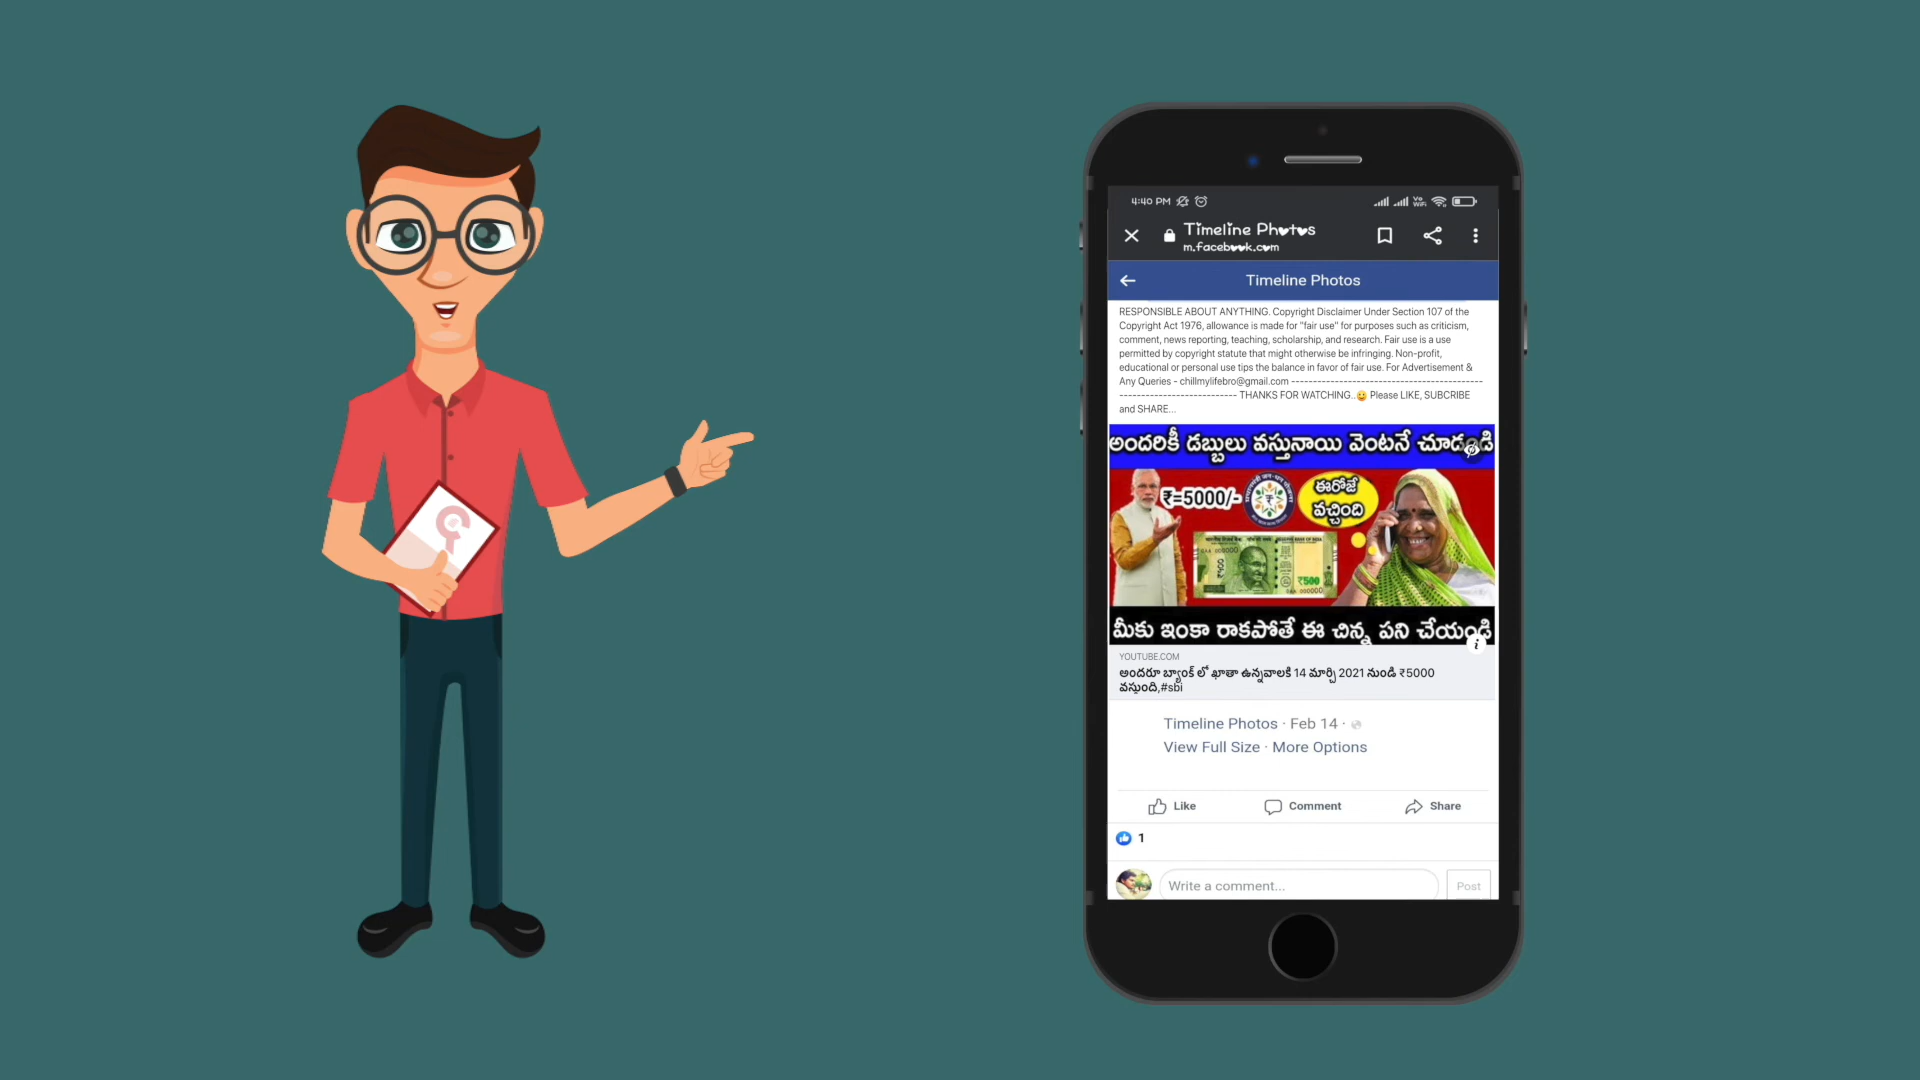 4:40 PM
Timeline Photos
m.facebook.com
Timeline Photos
RESPONSIBLE ABOUT ANYTHING. Copyright Disclaimer Under Section 107 of the
Copyright Act 1976, allowance is made for "fair use" for purposes such as criticism,
comment, news reporting, teaching, scholarship, and research. Fair use is a use
permitted by copyright statute that might otherwise be infringing. Non-profit,
educational or personal use tips the balance in favor of fair use. For Advertisement &
Any Queries - chillmylifebro@gmail.com --------------------------------------------
--------------------------- THANKS FOR WATCHING..😀 Please LIKE, SUBCRIBE
and SHARE...
అందరికీ డబ్బులు వస్తునాయి వెంటనే చూడండి
₹=5000/-
ఈరోజే
వచ్చింది
₹500
మీకు ఇంకా రాకపోతే ఈ చిన్న పని చేయండి
YOUTUBE.COM
అందరూ బ్యాంక్ లో ఖాతా ఉన్నవాలకి 14 మార్చి 2021 నుండి ₹5000
వస్తుంది,#sbi
Timeline Photos · Feb 14 ·
View Full Size · More Options
Like Comment Share
1
Write a comment... Post